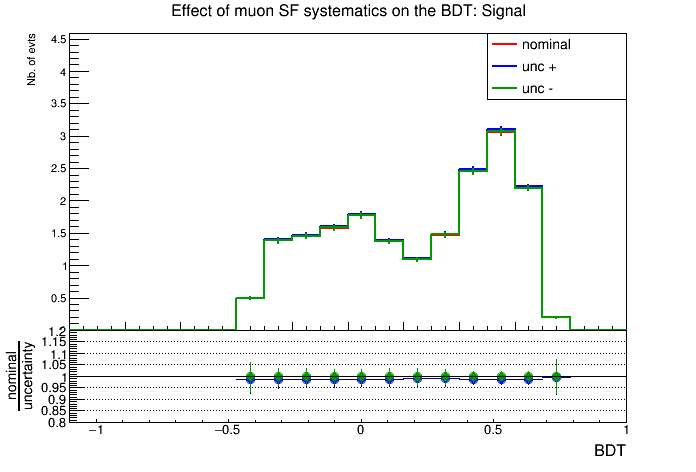 Effect of muon SF systematics on the BDT: Signal
Nb. of evts
4.5
4
3.5
3
2.5
2
1.5
1
0.5
nominal
unc +
unc -
nominal
uncertainty
1.2
1.15
1.1
1.05
1
0.95
0.9
0.85
0.8
−1
−0.5
0
0.5
1
BDT